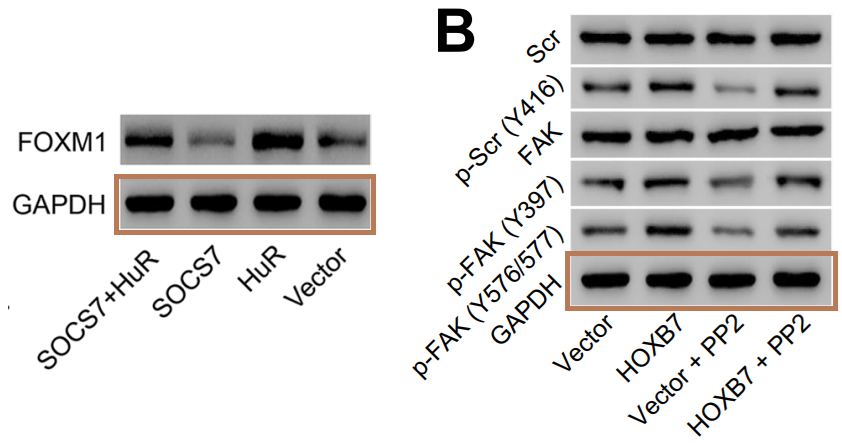 FOXM1
GAPDH
SOCS7+HuR
SOCS7
HuR
Vector
B
Scr
p-Scr (Y416)
FAK
p-FAK (Y397)
p-FAK (Y576/577)
GAPDH
Vector
HOXB7
Vector + PP2
HOXB7 + PP2